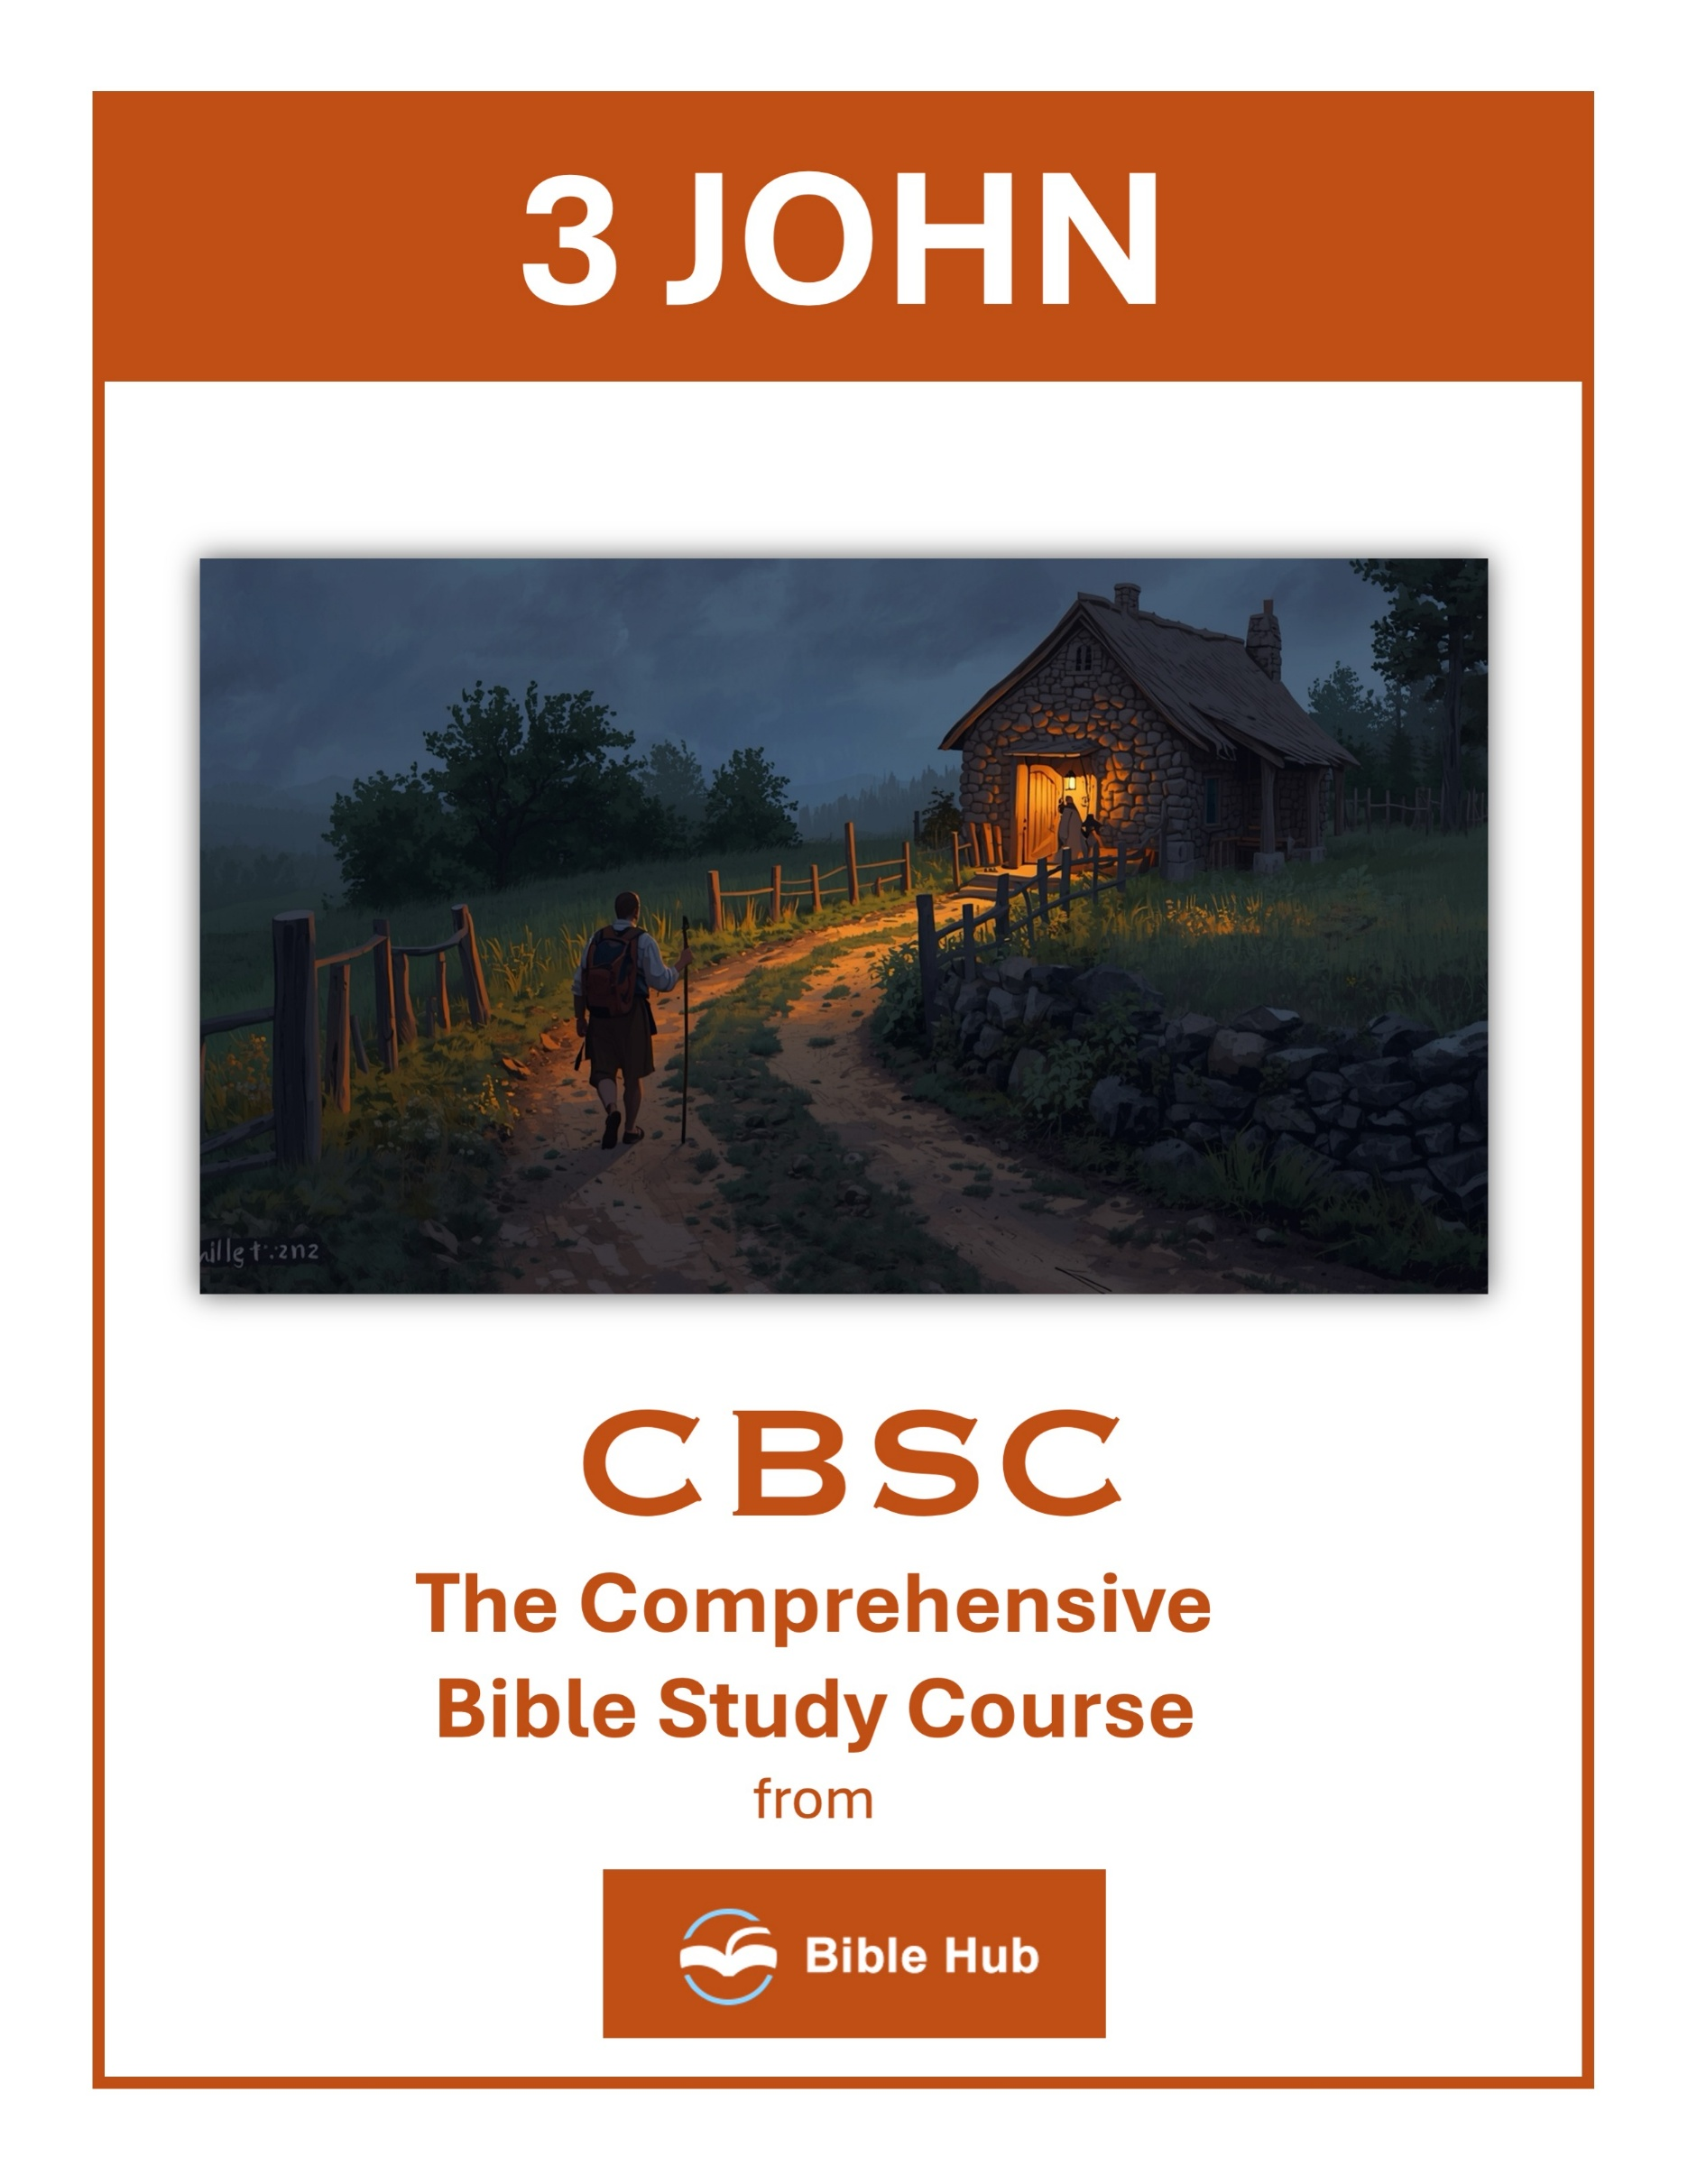 3 JOHN
CBSC
The Comprehensive
Bible Study Course
from
Bible Hub